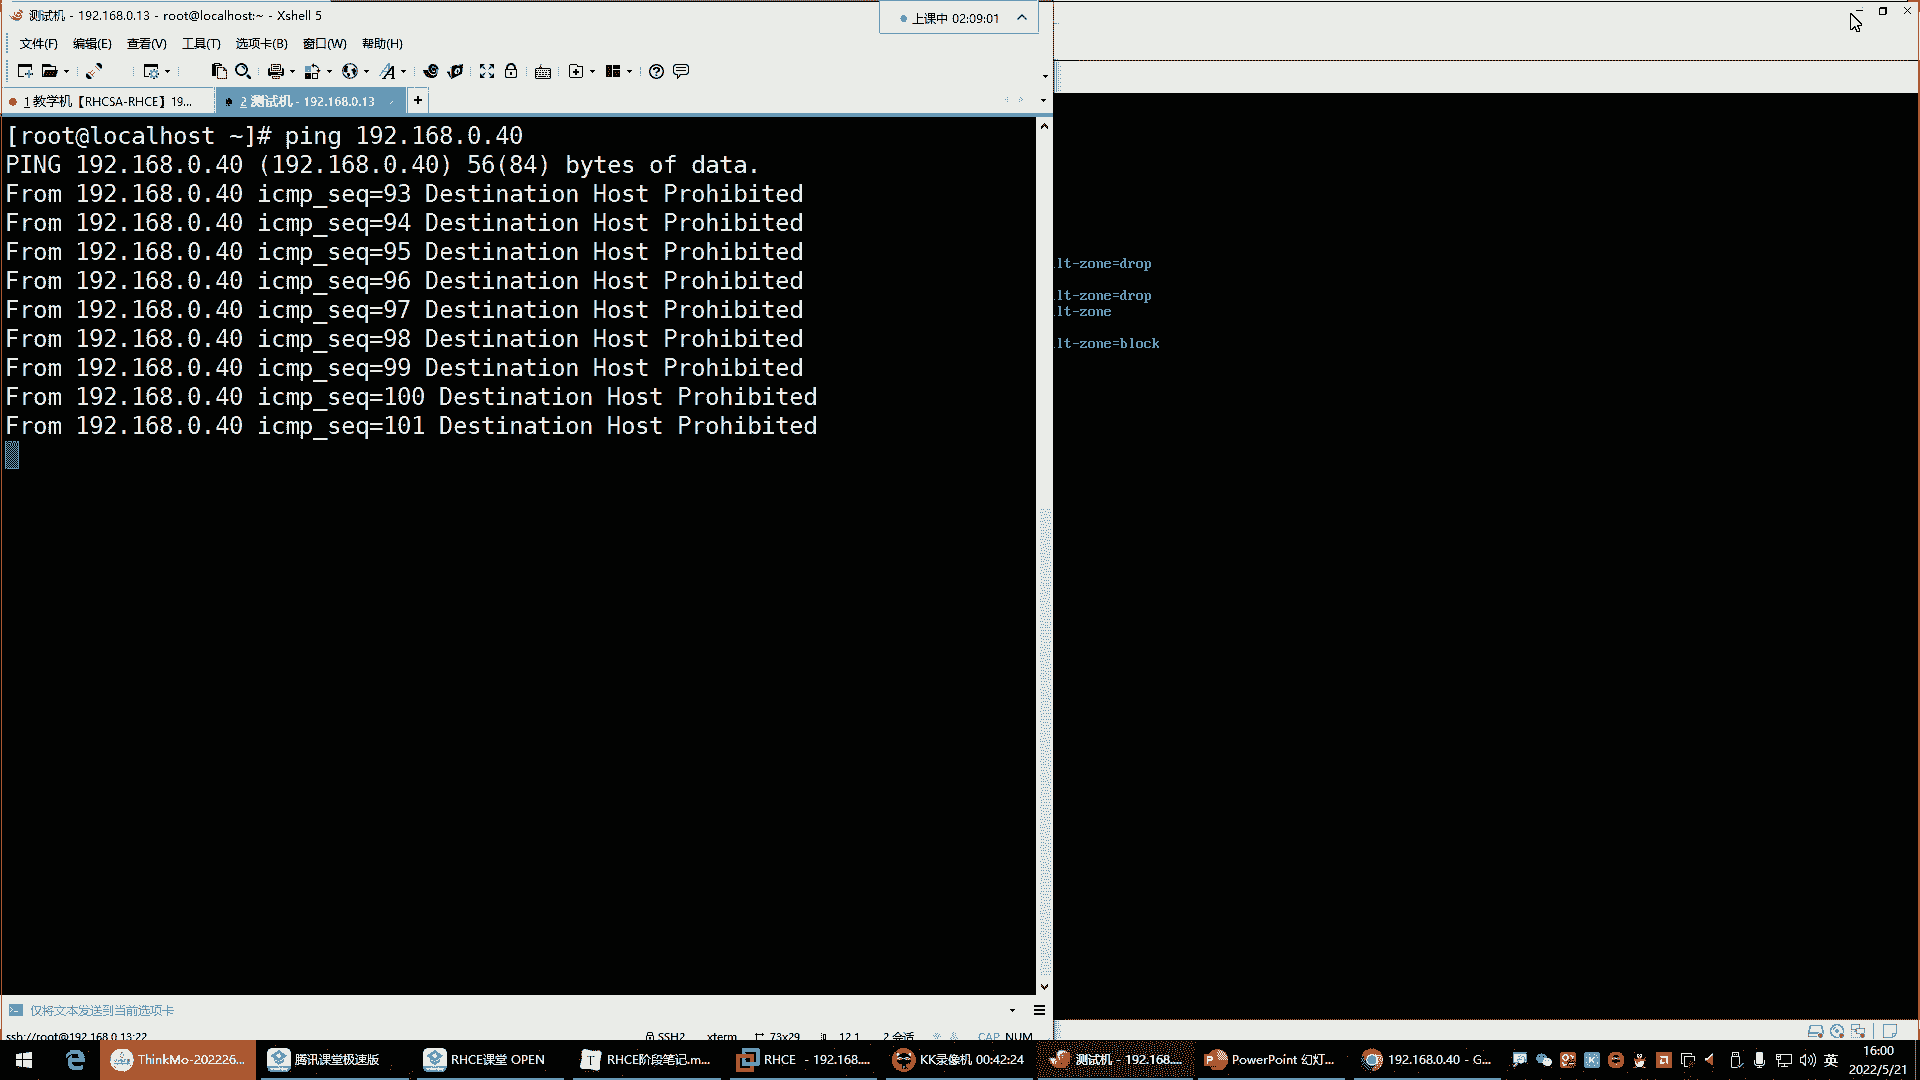 测试机 - 192.168.0.13 - root@localhost:~ - Xshell 5
上课中 02:09:01
文件(F) 编辑(E) 查看(V) 工具(T) 选项卡(B) 窗口(W) 帮助(H)
1 教学机【RHCSA-RHCE】19...
2 测试机 - 192.168.0.13
[root@localhost ~]# ping 192.168.0.40
PING 192.168.0.40 (192.168.0.40) 56(84) bytes of data.
From 192.168.0.40 icmp_seq=93 Destination Host Prohibited
From 192.168.0.40 icmp_seq=94 Destination Host Prohibited
From 192.168.0.40 icmp_seq=95 Destination Host Prohibited
From 192.168.0.40 icmp_seq=96 Destination Host Prohibited
From 192.168.0.40 icmp_seq=97 Destination Host Prohibited
From 192.168.0.40 icmp_seq=98 Destination Host Prohibited
From 192.168.0.40 icmp_seq=99 Destination Host Prohibited
From 192.168.0.40 icmp_seq=100 Destination Host Prohibited
From 192.168.0.40 icmp_seq=101 Destination Host Prohibited
lt-zone=drop
lt-zone=drop
lt-zone
lt-zone=block
仅将文本发送到当前选项卡
ssh://root@192.168.0.13:22 SSH2 xterm 73x29 12,1 2 会话 CAP NUM
ThinkMo-202226... 腾讯课堂极速版 RHCE课堂 OPEN RHCE阶段笔记.m... RHCE - 192.168.... KK录像机 00:42:24 测试机 - 192.168.... PowerPoint 幻灯... 192.168.0.40 - G... 英
16:00
2022/5/21